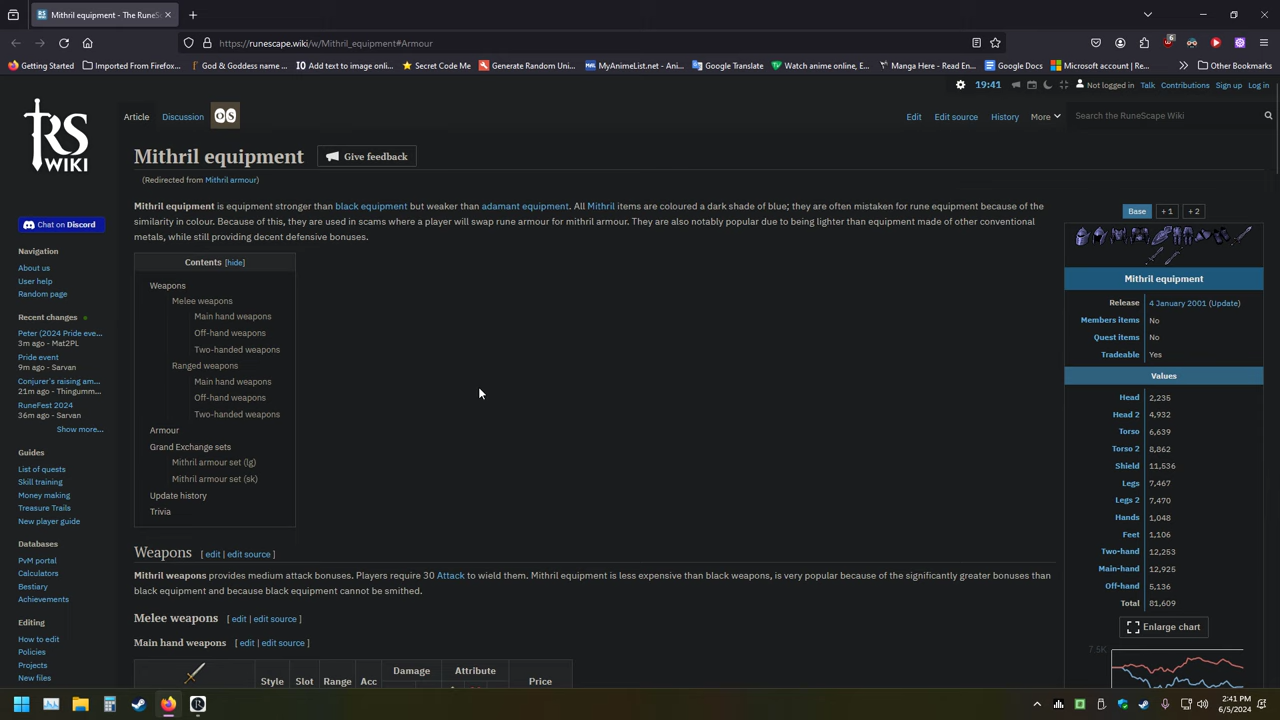 Mithril equipment - The RuneSc
https://runescape.wiki/w/Mithril_equipment#Armour
6
Getting Started
Imported From Firefox...
God & Goddess name ...
Add text to image onli...
Secret Code Me
Generate Random Uni...
MyAnimeList.net - Ani...
Google Translate
Watch anime online, E...
Manga Here - Read En...
Google Docs
Microsoft account | R...
Other Bookmarks
19:41
Not logged in
Talk
Contributions
Sign up
Log in
RS
WIKI
Article
Discussion
OS
Edit
Edit source
History
More
Search the RuneScape Wiki
Mithril equipment
Give feedback
(Redirected from Mithril armour)
Mithril equipment is equipment stronger than black equipment but weaker than adamant equipment. All Mithril items are coloured a dark shade of blue; they are often mistaken for rune equipment because of the
similarity in colour. Because of this, they are used in scams where a player will swap rune armour for mithril armour. They are also notably popular due to being lighter than equipment made of other conventional
metals, while still providing decent defensive bonuses.
Chat on Discord
Navigation
About us
User help
Random page
Recent changes
Peter (2024 Pride eve...
3m ago - Mat2PL
Pride event
9m ago - Sarvan
Conjurer's raising am...
21m ago - Thingumm...
RuneFest 2024
36m ago - Sarvan
Show more...
Guides
List of quests
Skill training
Money making
Treasure Trails
New player guide
Databases
PvM portal
Calculators
Bestiary
Achievements
Editing
How to edit
Policies
Projects
New files
Contents [hide]
Weapons
Melee weapons
Main hand weapons
Off-hand weapons
Two-handed weapons
Ranged weapons
Main hand weapons
Off-hand weapons
Two-handed weapons
Armour
Grand Exchange sets
Mithril armour set (lg)
Mithril armour set (sk)
Update history
Trivia
Weapons [ edit | edit source ]
Mithril weapons provides medium attack bonuses. Players require 30 Attack to wield them. Mithril equipment is less expensive than black weapons, is very popular because of the significantly greater bonuses than
black equipment and because black equipment cannot be smithed.
Melee weapons [ edit | edit source ]
Main hand weapons [ edit | edit source ]
Style
Slot
Range
Acc
Damage
Attribute
Price
Base
+ 1
+ 2
Mithril equipment
Release 4 January 2001 (Update)
Members items No
Quest items No
Tradeable Yes
Values
Head 2,235
Head 2 4,932
Torso 6,639
Torso 2 8,862
Shield 11,536
Legs 7,467
Legs 2 7,470
Hands 1,048
Feet 1,106
Two-hand 12,253
Main-hand 12,925
Off-hand 5,136
Total 81,609
Enlarge chart
7.5K
2:41 PM
6/5/2024